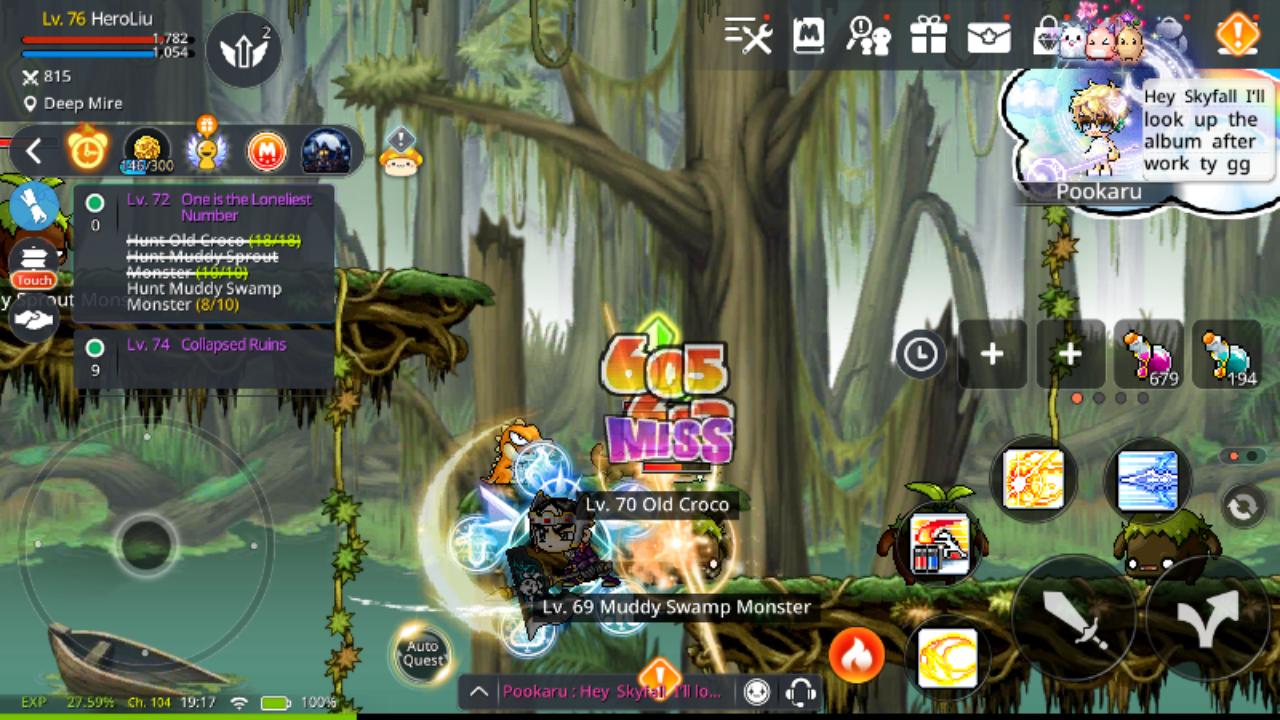 Lv. 76 HeroLiu
2
1,782
1,054
815
Deep Mire
Hey Skyfall I'll
look up the
album after
work ty gg
Pookaru
146/300
Lv. 72 One is the Loneliest
Number
0
Hunt Old Croco (18/18)
Hunt Muddy Sprout
Monster (10/10)
Hunt Muddy Swamp
Monster (8/10)
Touch
y Sprout Mons
Lv. 74 Collapsed Ruins
9
605
MISS
679
194
Lv. 70 Old Croco
Lv. 69 Muddy Swamp Monster
Auto
Quest
Pookaru : Hey Skyfall I'll lo...
EXP 27.59% Ch. 104 19:17 100%